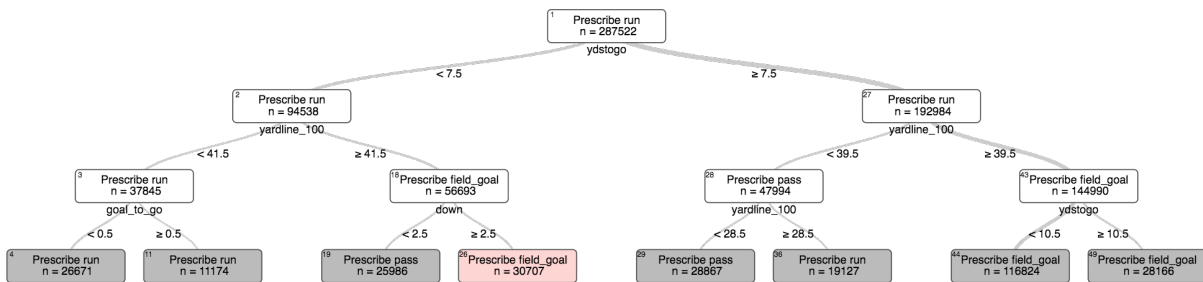 1
Prescribe run
n = 287522
ydstogo
< 7.5
≥ 7.5
2
Prescribe run
n = 94538
yardline_100
27
Prescribe run
n = 192984
yardline_100
< 41.5
≥ 41.5
< 39.5
≥ 39.5
3
Prescribe run
n = 37845
goal_to_go
18
Prescribe field_goal
n = 56693
down
28
Prescribe pass
n = 47994
yardline_100
43
Prescribe field_goal
n = 144990
ydstogo
< 0.5
≥ 0.5
< 2.5
≥ 2.5
< 28.5
≥ 28.5
< 10.5
≥ 10.5
4
Prescribe run
n = 26671
11
Prescribe run
n = 11174
19
Prescribe pass
n = 25986
26
Prescribe field_goal
n = 30707
29
Prescribe pass
n = 28867
36
Prescribe run
n = 19127
44
Prescribe field_goal
n = 116824
49
Prescribe field_goal
n = 28166